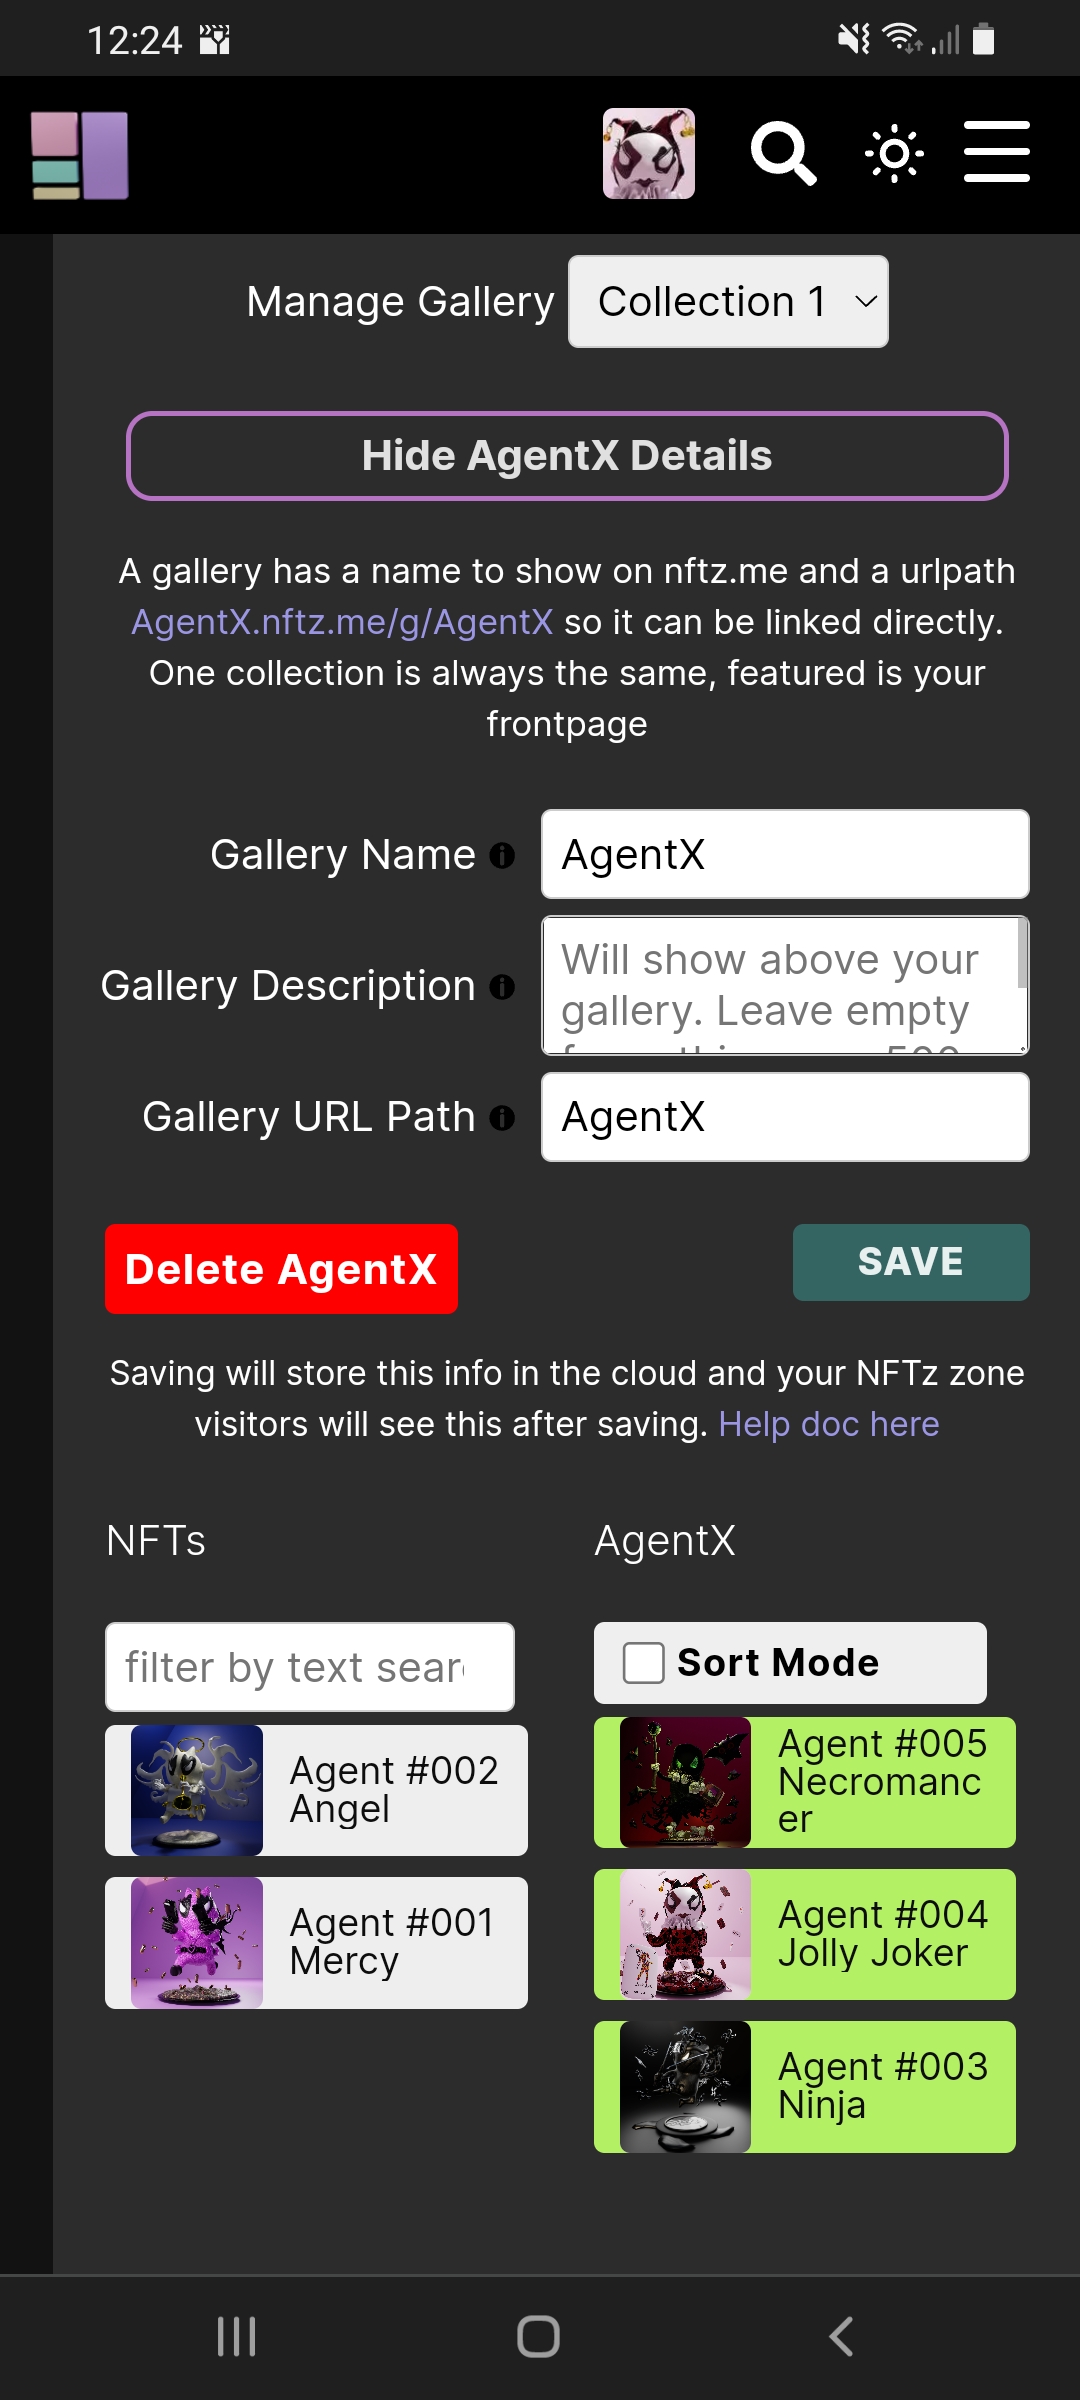 12:24
Manage Gallery Collection 1
Hide AgentX Details
A gallery has a name to show on nftz.me and a urlpath
AgentX.nftz.me/g/AgentX so it can be linked directly.
One collection is always the same, featured is your
frontpage
Gallery Name AgentX
Gallery Description Will show above your
gallery. Leave empty
Gallery URL Path AgentX
Delete AgentX SAVE
Saving will store this info in the cloud and your NFTz zone
visitors will see this after saving. Help doc here
NFTs
filter by text sear
Agent #002
Angel
Agent #001
Mercy
AgentX
Sort Mode
Agent #005
Necromanc
er
Agent #004
Jolly Joker
Agent #003
Ninja